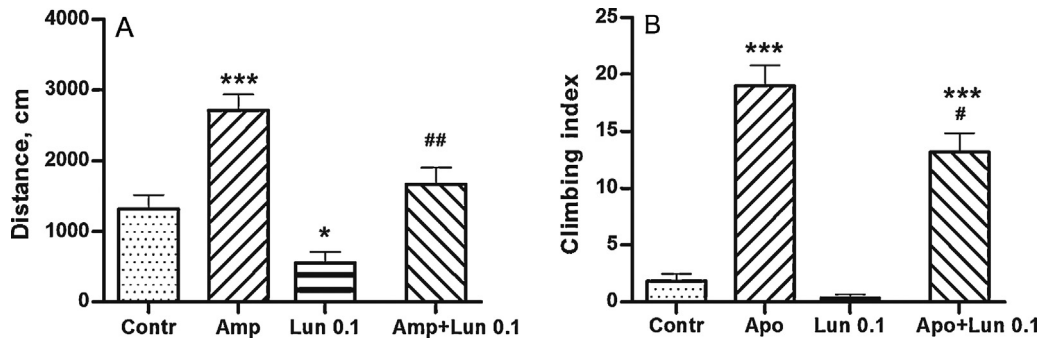 A
Distance, cm
4000
3000
2000
1000
0
***
*
##
Contr Amp Lun 0.1 Amp+Lun 0.1
B
Climbing index
25
20
15
10
5
0
***
***
#
Contr Apo Lun 0.1 Apo+Lun 0.1